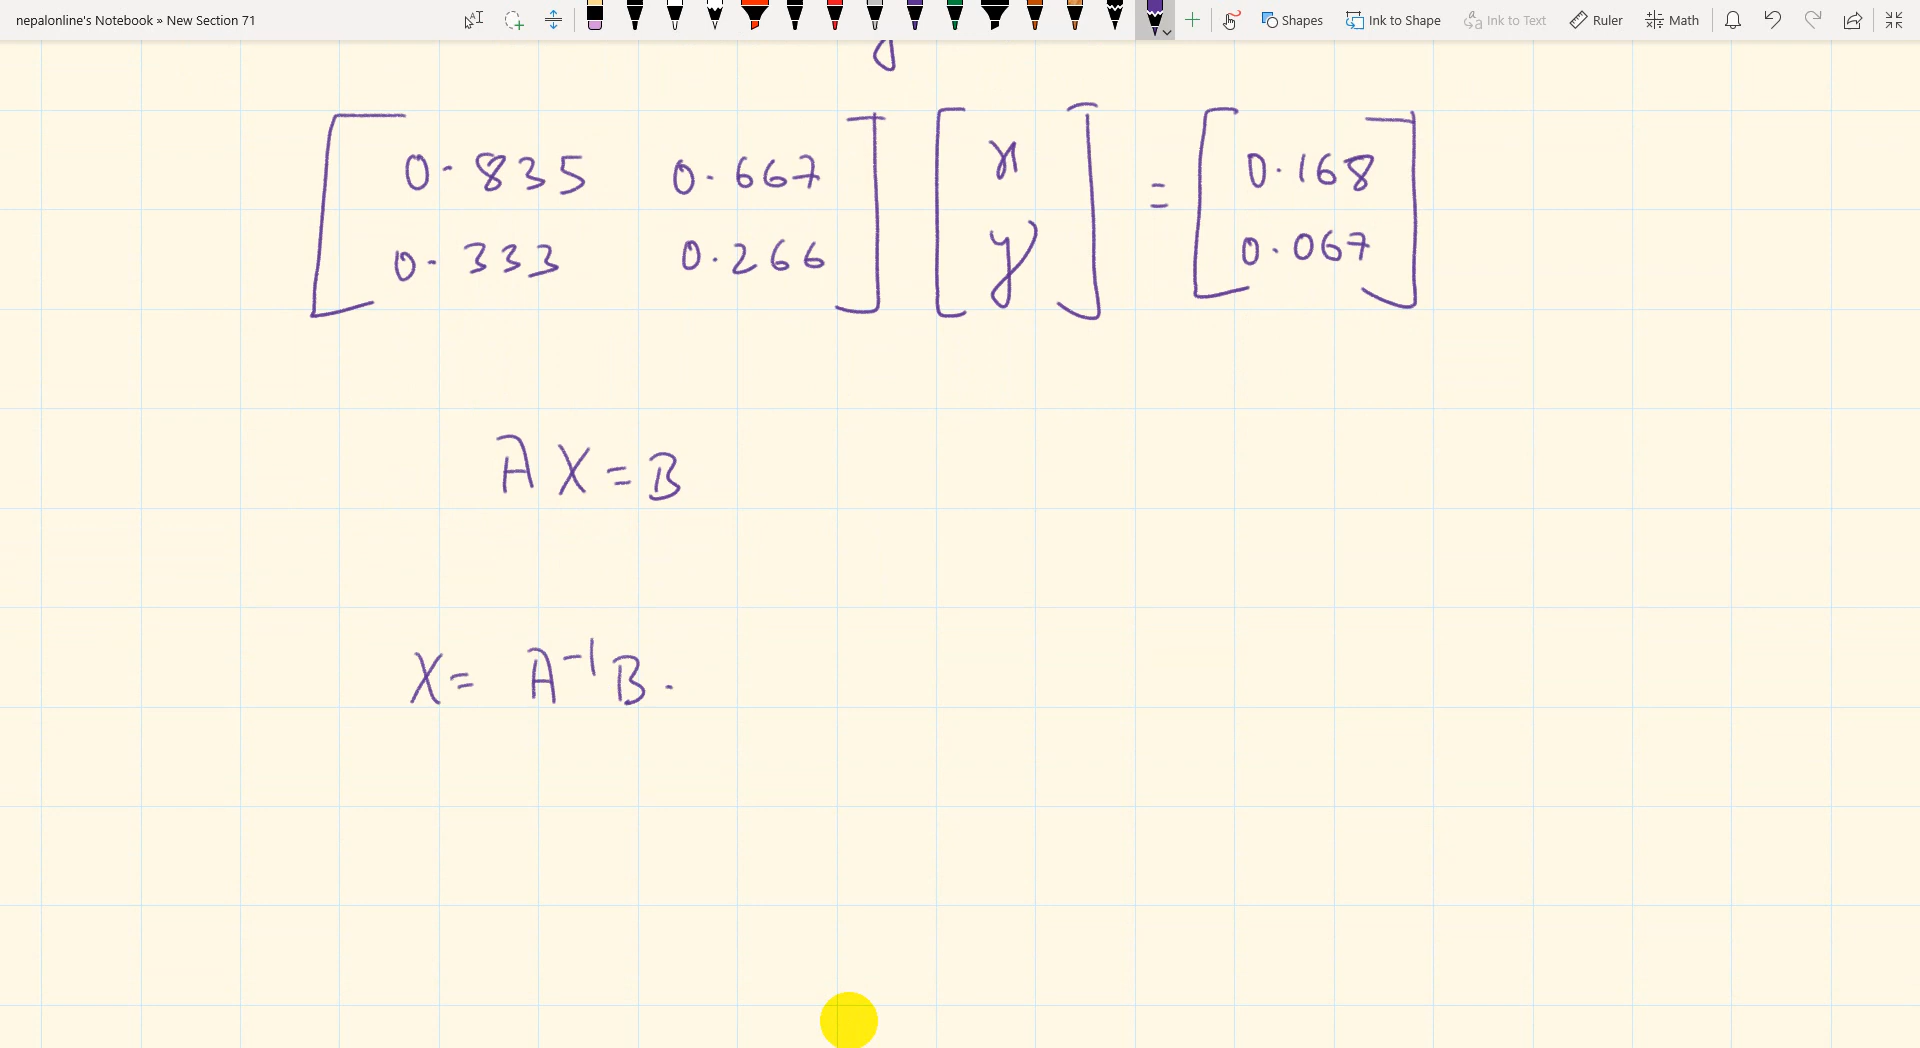 nepalonline's Notebook » New Section 71
Shapes Ink to Shape Ink to Text Ruler Math
0.835 0.667 x = 0.168
0.333 0.266 y 0.067
AX = B
X = A⁻¹B.